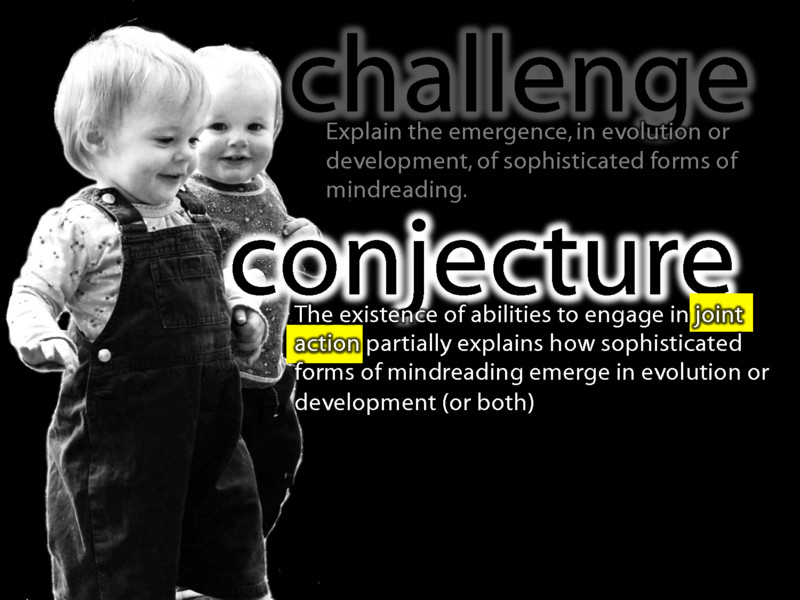 challenge
Explain the emergence, in evolution or
development, of sophisticated forms of
mindreading.
conjecture
The existence of abilities to engage in joint
action partially explains how sophisticated
forms of mindreading emerge in evolution or
development (or both)